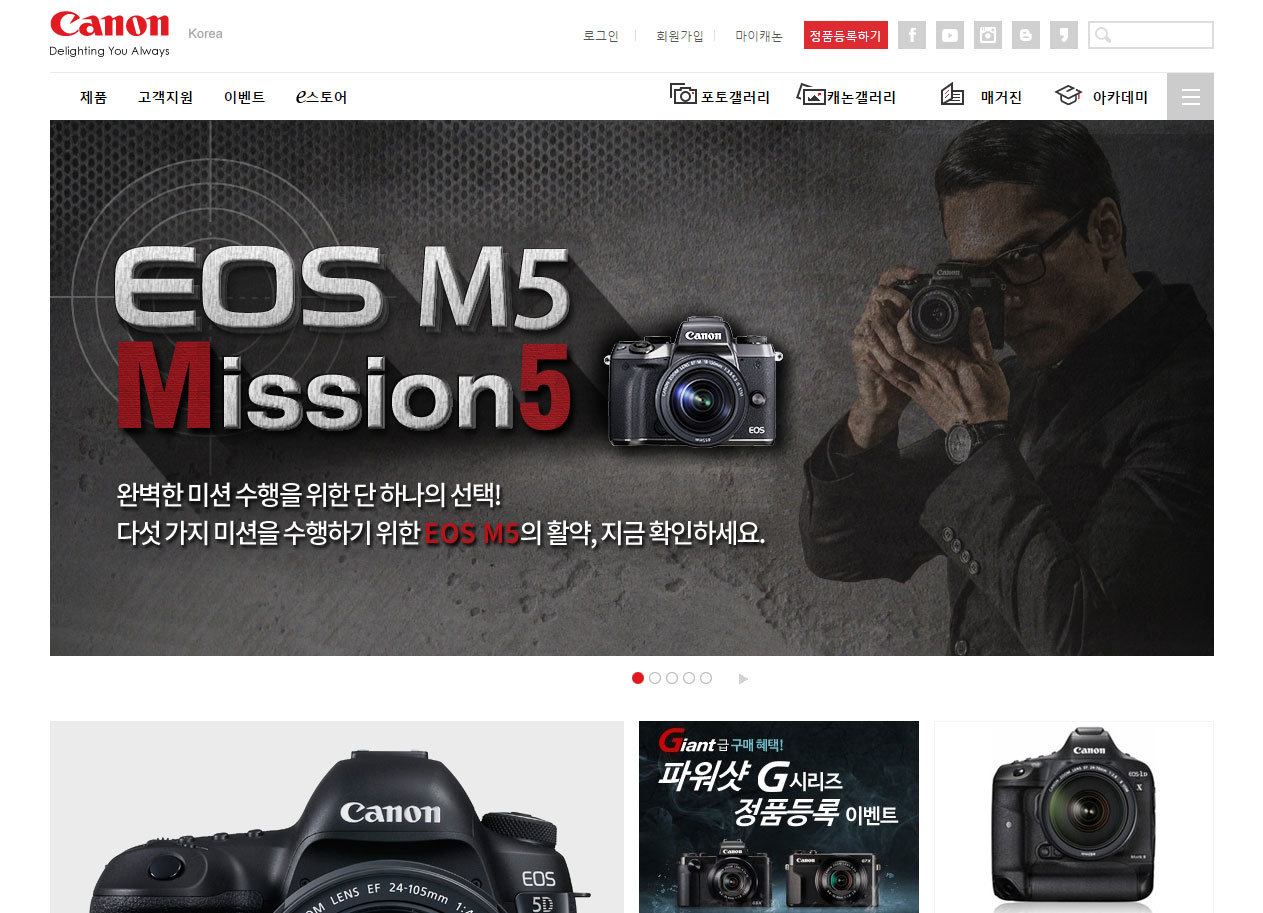 Canon
Korea
Delighting You Always
로그인
회원가입
마이캐논
정품등록하기
제품
고객지원
이벤트
e스토어
포토갤러리
캐논갤러리
매거진
아카데미
EOS M5
Mission5
Canon
EOS
Canon
완벽한 미션 수행을 위한 단 하나의 선택!
다섯 가지 미션을 수행하기 위한 EOS M5의 활약, 지금 확인하세요.
Canon
EOS
5D
LENS EF 24-105mm 1:4
Giant급 구매 혜택!
파워샷 G시리즈
정품등록 이벤트
Canon
Canon
G7X
Canon
EOS-1D
X